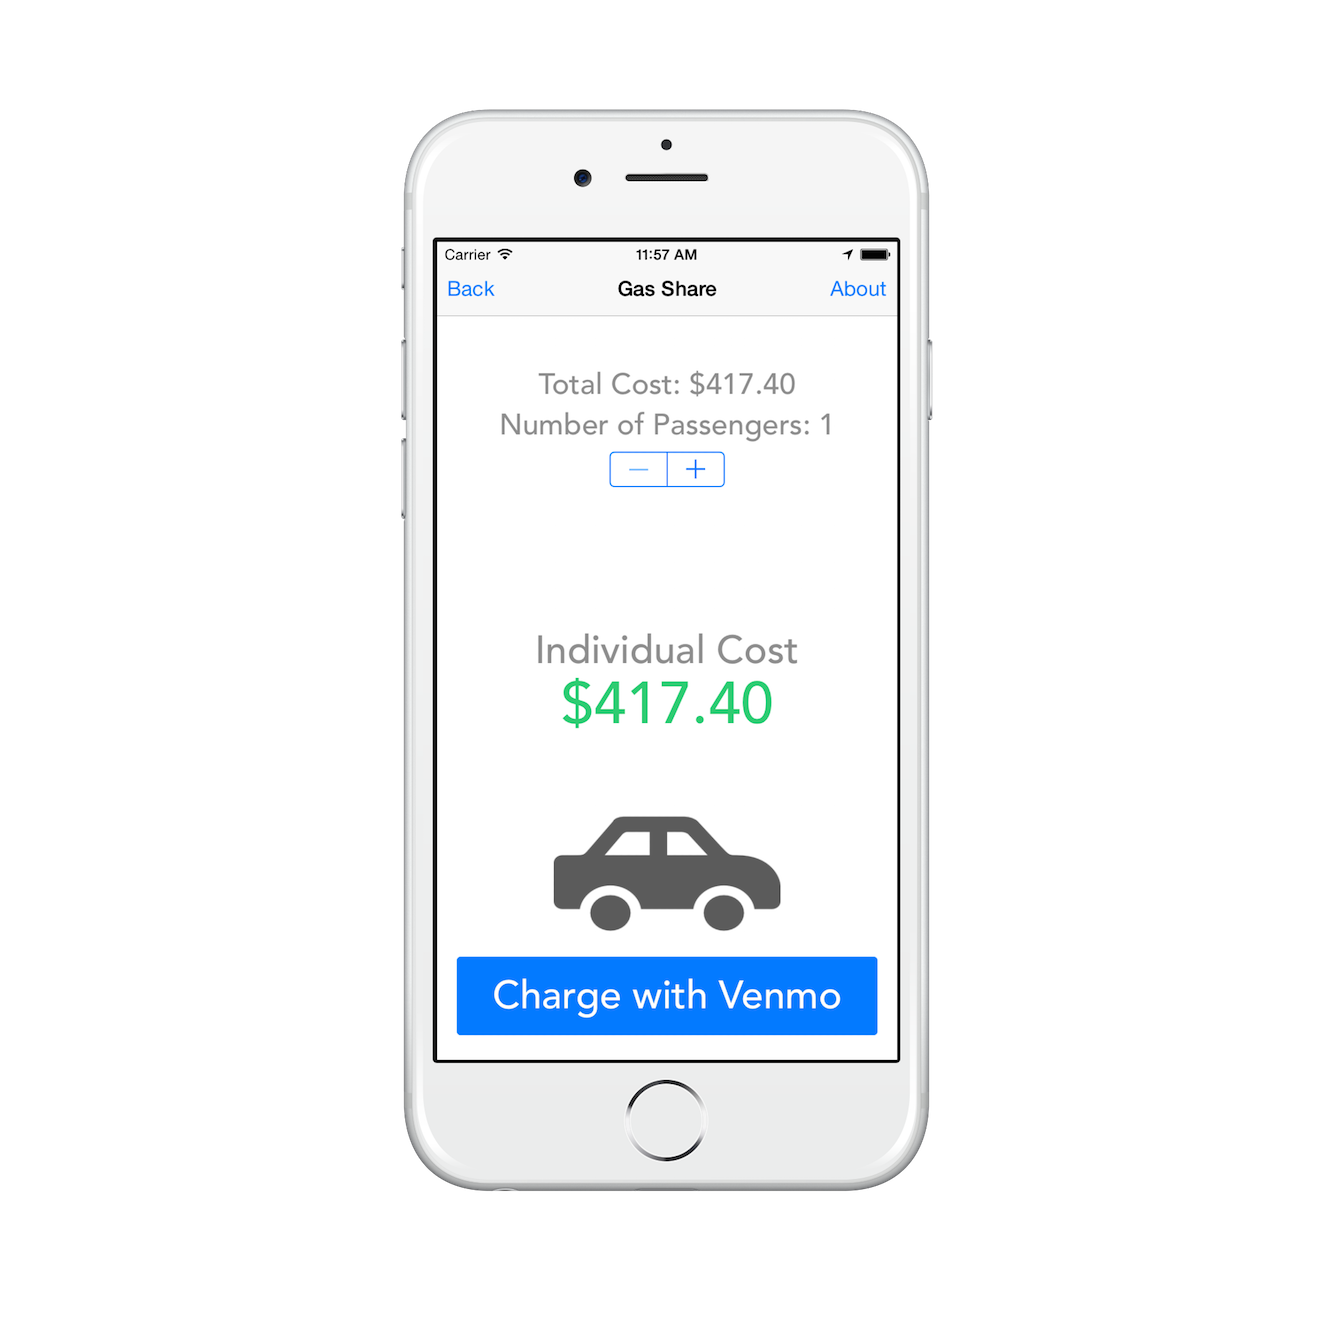 Carrier 11:57 AM
Back Gas Share About
Total Cost: $417.40
Number of Passengers: 1
− +
Individual Cost
$417.40
Charge with Venmo